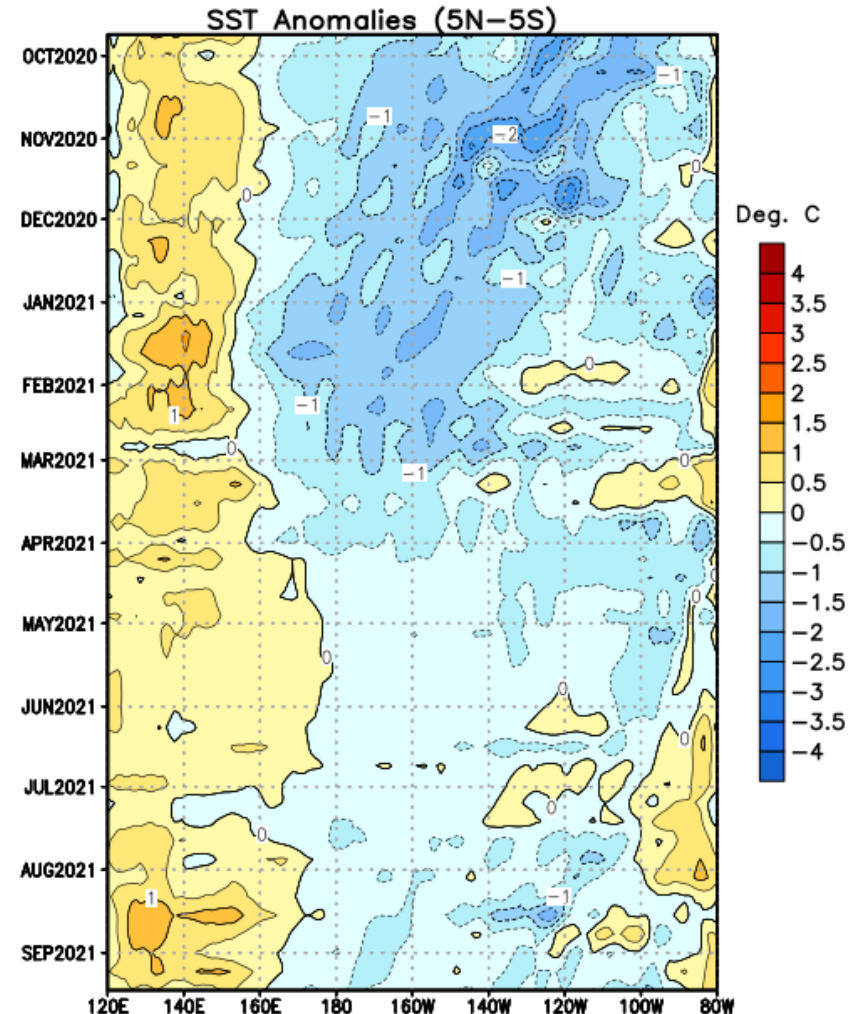 SST Anomalies (5N−5S)
OCT2020
−1
−1
NOV2020
−2
0
0
DEC2020
Deg. C
−1
4
JAN2021
3.5
3
0
2.5
FEB2021
2
−1
1
1.5
0
1
MAR2021
0
−1
0.5
0
APR2021
−0.5
−1
0
−1.5
MAY2021
−2
0
−2.5
0
−3
JUN2021
−3.5
0
−4
JUL2021
0
0
AUG2021
1
−1
SEP2021
120E 140E 160E 180 160W 140W 120W 100W 80W